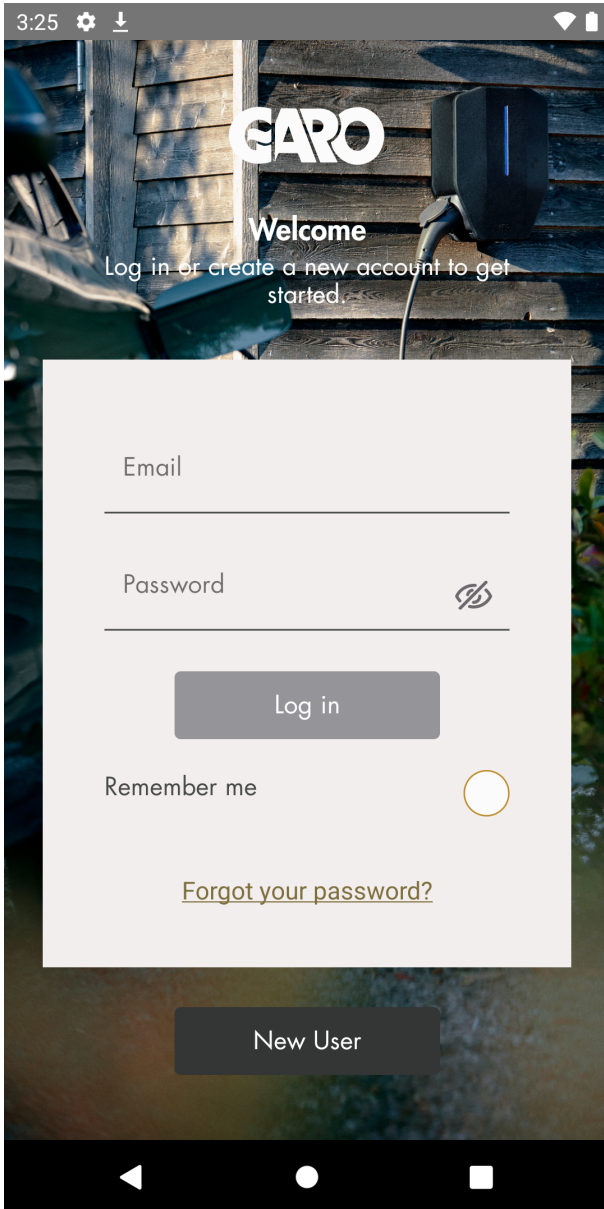 3:25
GARO
Welcome
Log in or create a new account to get
started.
Email
Password
Log in
Remember me
Forgot your password?
New User